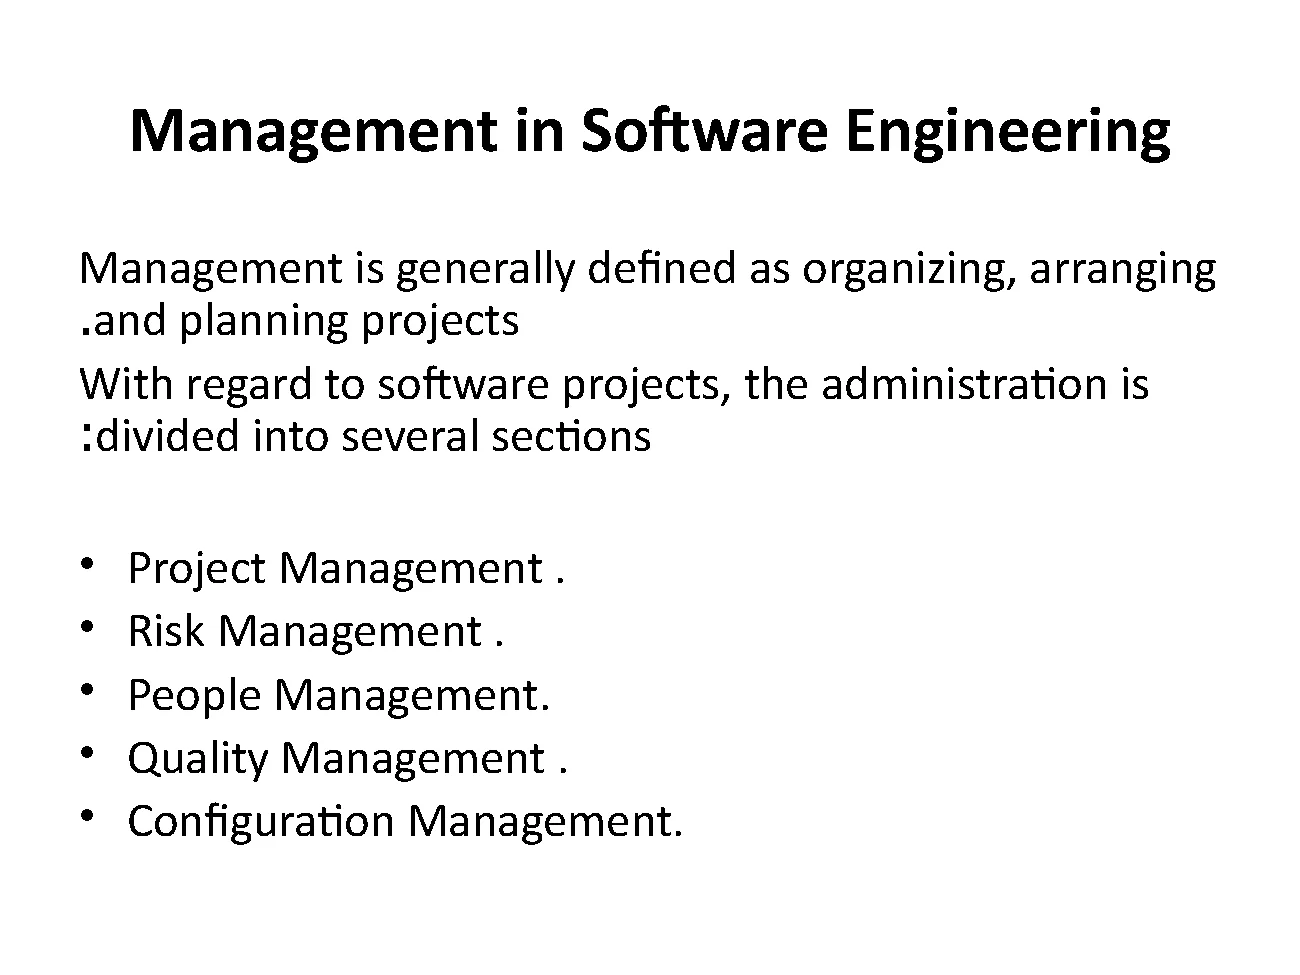 Management in Software Engineering
Management is generally defined as organizing, arranging
.and planning projects
With regard to software projects, the administration is
:divided into several sections
• Project Management .
• Risk Management .
• People Management.
• Quality Management .
• Configuration Management.